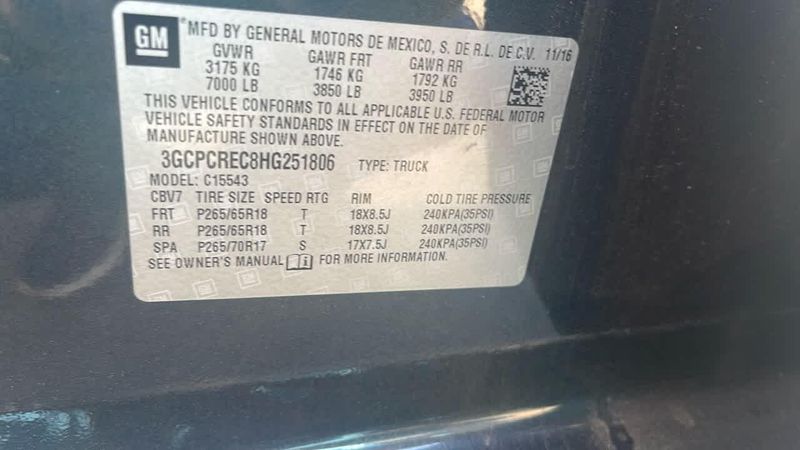 GM
*MFD BY GENERAL MOTORS DE MEXICO, S. DE R.L. DE C.V. 11/16
GVWR GAWR FRT GAWR RR
3175 KG 1746 KG 1792 KG
7000 LB 3850 LB 3950 LB
THIS VEHICLE CONFORMS TO ALL APPLICABLE U.S. FEDERAL MOTOR
VEHICLE SAFETY STANDARDS IN EFFECT ON THE DATE OF
MANUFACTURE SHOWN ABOVE.
3GCPCREC8HG251806 TYPE: TRUCK
MODEL: C15543
CBV7 TIRE SIZE SPEED RTG RIM COLD TIRE PRESSURE
FRT P265/65R18 T 18X8.5J 240KPA(35PSI)
RR P265/65R18 T 18X8.5J 240KPA(35PSI)
SPA P265/70R17 S 17X7.5J 240KPA(35PSI)
SEE OWNER'S MANUAL FOR MORE INFORMATION.